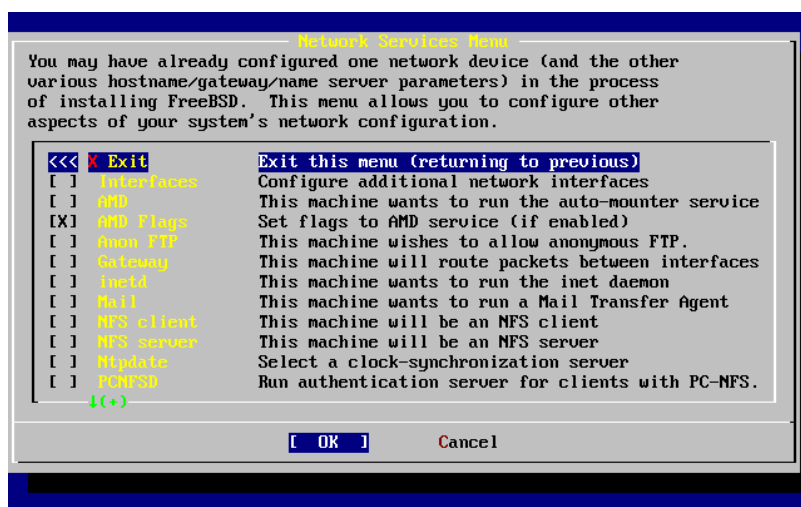 Network Services Menu
You may have already configured one network device (and the other
various hostname/gateway/name server parameters) in the process
of installing FreeBSD.  This menu allows you to configure other
aspects of your system's network configuration.
<<< X Exit Exit this menu (returning to previous)
[ ] Interfaces Configure additional network interfaces
[ ] AMD This machine wants to run the auto-mounter service
[X] AMD Flags Set flags to AMD service (if enabled)
[ ] Anon FTP This machine wishes to allow anonymous FTP.
[ ] Gateway This machine will route packets between interfaces
[ ] inetd This machine wants to run the inet daemon
[ ] Mail This machine wants to run a Mail Transfer Agent
[ ] NFS client This machine will be an NFS client
[ ] NFS server This machine will be an NFS server
[ ] Ntpdate Select a clock-synchronization server
[ ] PCNFSD Run authentication server for clients with PC-NFS.
↓(+)
[ OK ] Cancel